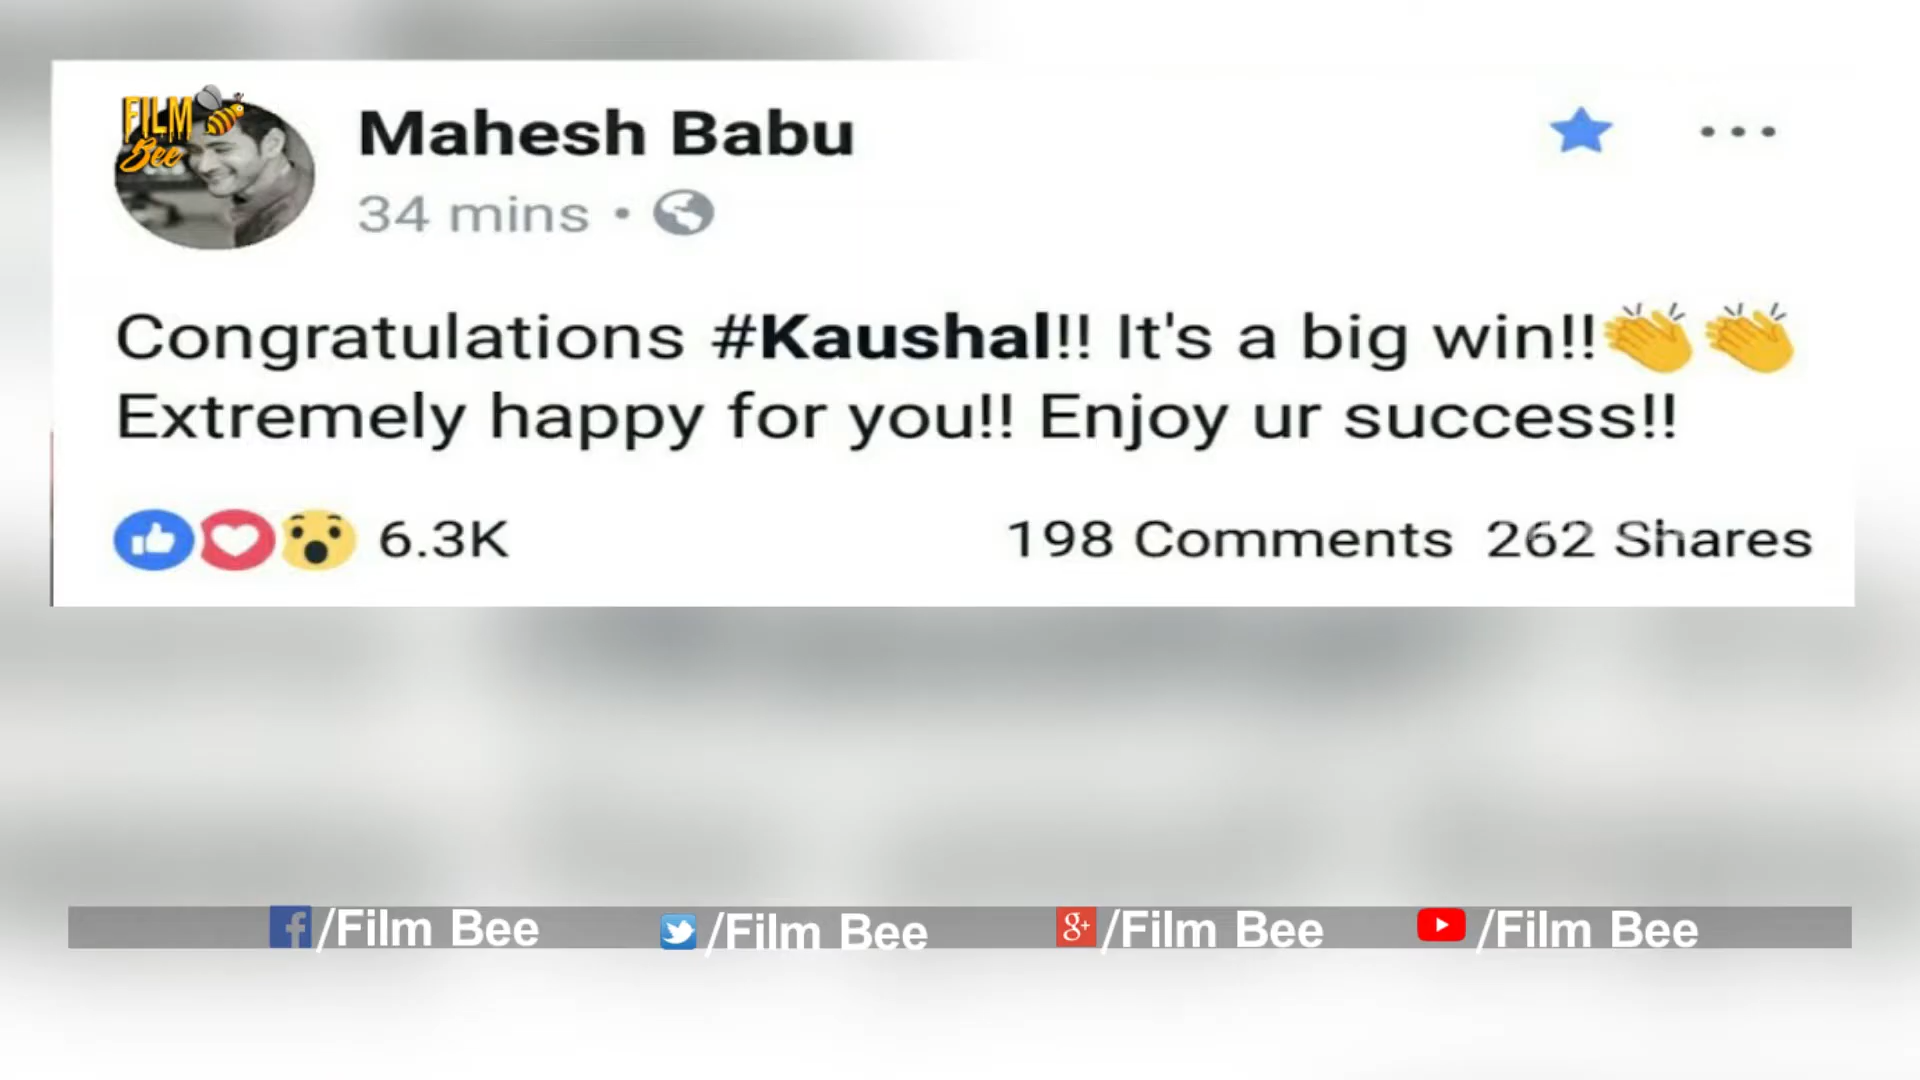 FILM
Bee
Mahesh Babu
34 mins •
Congratulations #Kaushal!! It's a big win!!👏👏
Extremely happy for you!! Enjoy ur success!!
6.3K 198 Comments 262 Shares
/Film Bee /Film Bee /Film Bee /Film Bee